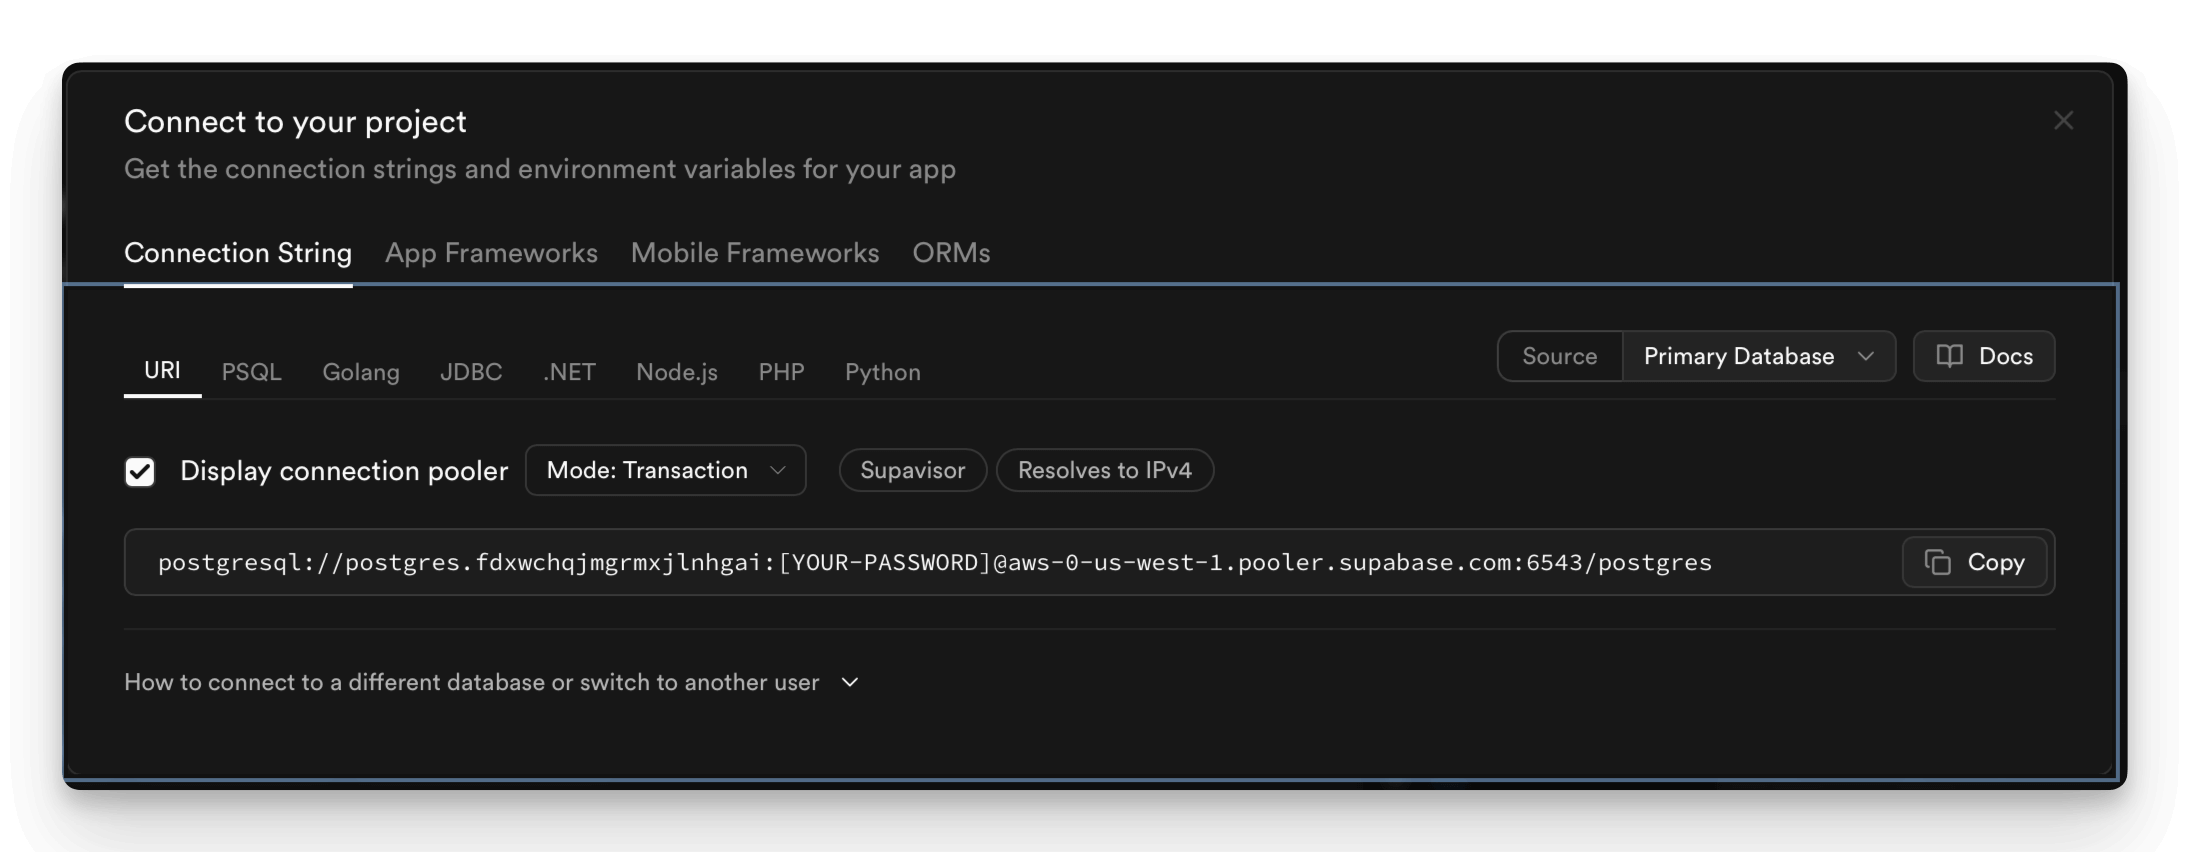 Connect to your project
Get the connection strings and environment variables for your app
Connection String App Frameworks Mobile Frameworks ORMs
URI PSQL Golang JDBC .NET Node.js PHP Python Source Primary Database Docs
Display connection pooler Mode: Transaction Supavisor Resolves to IPv4
postgresql://postgres.fdxwchqjmgrmxjlnhgai:[YOUR-PASSWORD]@aws-0-us-west-1.pooler.supabase.com:6543/postgres Copy
How to connect to a different database or switch to another user